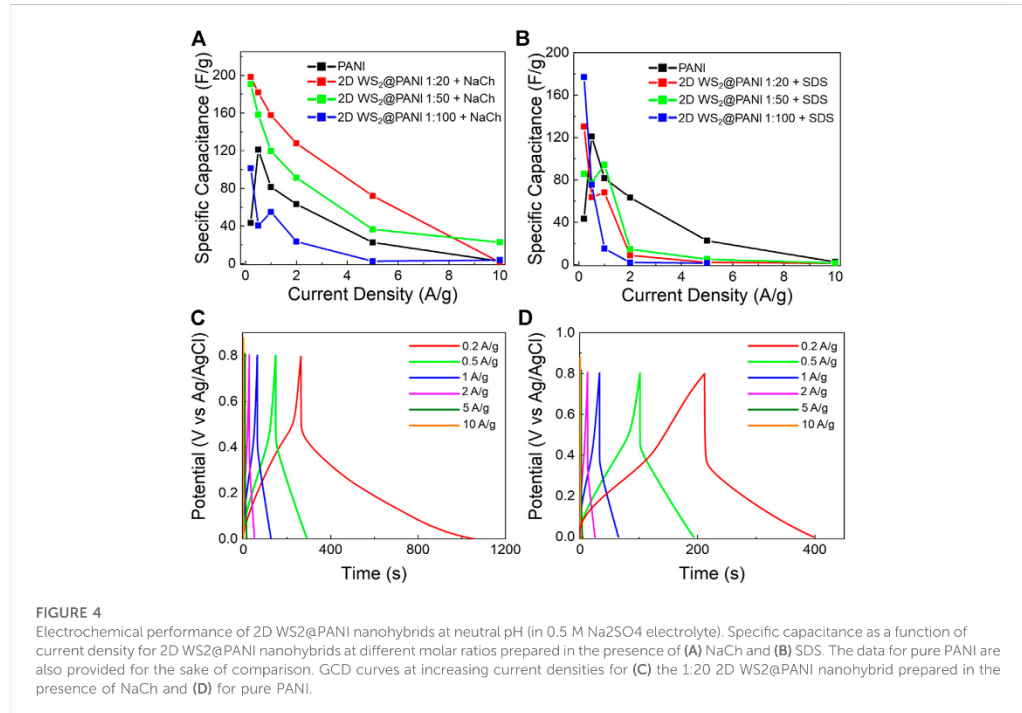 A
PANI
2D WS₂@PANI 1:20 + NaCh
2D WS₂@PANI 1:50 + NaCh
2D WS₂@PANI 1:100 + NaCh
Specific Capacitance (F/g)
200
160
120
80
40
0
0 2 4 6 8 10
Current Density (A/g)
B
PANI
2D WS₂@PANI 1:20 + SDS
2D WS₂@PANI 1:50 + SDS
2D WS₂@PANI 1:100 + SDS
Specific Capacitance (F/g)
200
160
120
80
40
0
0 2 4 6 8 10
Current Density (A/g)
C
0.2 A/g
0.5 A/g
1 A/g
2 A/g
5 A/g
10 A/g
Potential (V vs Ag/AgCl)
0.8
0.6
0.4
0.2
0.0
0 400 800 1200
Time (s)
D
0.2 A/g
0.5 A/g
1 A/g
2 A/g
5 A/g
10 A/g
Potential (V vs Ag/AgCl)
1.0
0.8
0.6
0.4
0.2
0.0
0 200 400
Time (s)
FIGURE 4
Electrochemical performance of 2D WS2@PANI nanohybrids at neutral pH (in 0.5 M Na2SO4 electrolyte). Specific capacitance as a function of
current density for 2D WS2@PANI nanohybrids at different molar ratios prepared in the presence of (A) NaCh and (B) SDS. The data for pure PANI are
also provided for the sake of comparison. GCD curves at increasing current densities for (C) the 1:20 2D WS2@PANI nanohybrid prepared in the
presence of NaCh and (D) for pure PANI.